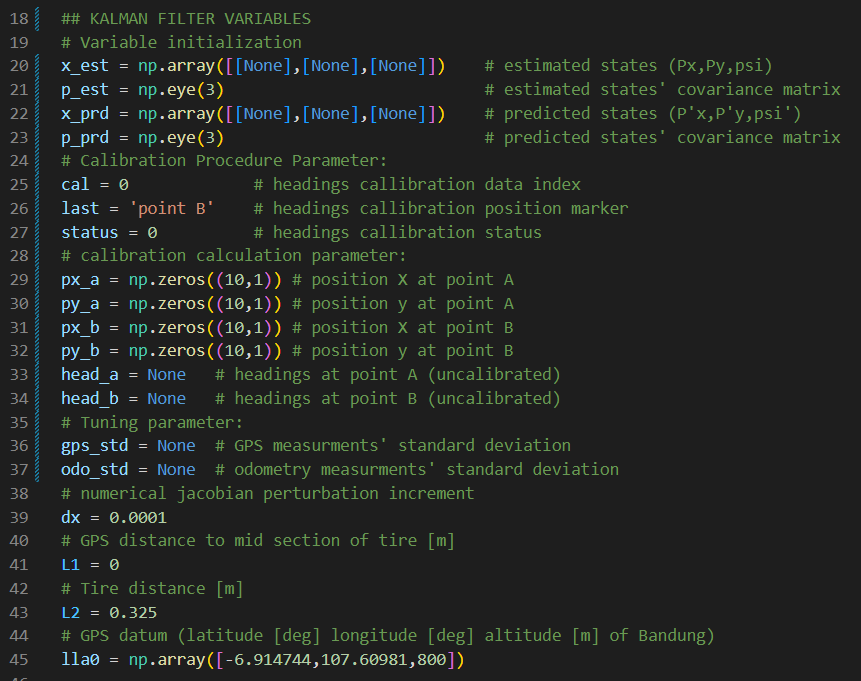 18 ## KALMAN FILTER VARIABLES
19 # Variable initialization
20 x_est = np.array([[None],[None],[None]])    # estimated states (Px,Py,psi)
21 p_est = np.eye(3)                           # estimated states' covariance matrix
22 x_prd = np.array([[None],[None],[None]])    # predicted states (P'x,P'y,psi')
23 p_prd = np.eye(3)                           # predicted states' covariance matrix
24 # Calibration Procedure Parameter:
25 cal = 0             # headings callibration data index
26 last = 'point B'    # headings callibration position marker
27 status = 0          # headings callibration status
28 # calibration calculation parameter:
29 px_a = np.zeros((10,1)) # position X at point A
30 py_a = np.zeros((10,1)) # position y at point A
31 px_b = np.zeros((10,1)) # position X at point B
32 py_b = np.zeros((10,1)) # position y at point B
33 head_a = None   # headings at point A (uncalibrated)
34 head_b = None   # headings at point B (uncalibrated)
35 # Tuning parameter:
36 gps_std = None  # GPS measurments' standard deviation
37 odo_std = None  # odometry measurments' standard deviation
38 # numerical jacobian perturbation increment
39 dx = 0.0001
40 # GPS distance to mid section of tire [m]
41 L1 = 0
42 # Tire distance [m]
43 L2 = 0.325
44 # GPS datum (latitude [deg] longitude [deg] altitude [m] of Bandung)
45 lla0 = np.array([-6.914744,107.60981,800])